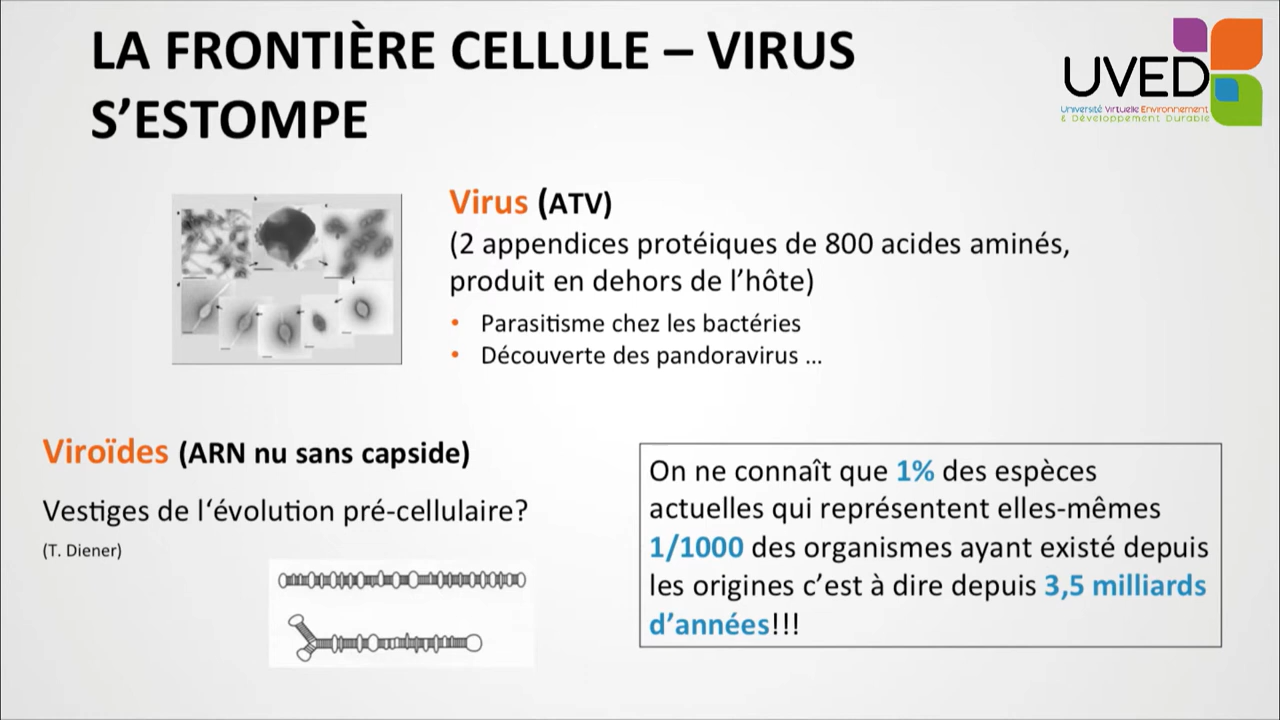 LA FRONTIÈRE CELLULE – VIRUS
S’ESTOMPE
UVED
Université Virtuelle Environnement
& Développement Durable
Virus (ATV)
(2 appendices protéiques de 800 acides aminés,
produit en dehors de l’hôte)
• Parasitisme chez les bactéries
• Découverte des pandoravirus ...
Viroïdes (ARN nu sans capside)
Vestiges de l‘évolution pré-cellulaire?
(T. Diener)
On ne connaît que 1% des espèces
actuelles qui représentent elles-mêmes
1/1000 des organismes ayant existé depuis
les origines c’est à dire depuis 3,5 milliards
d’années!!!